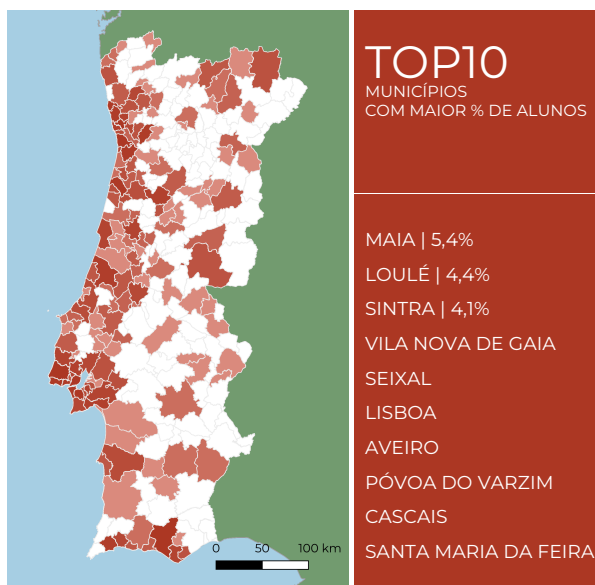 TOP10
MUNICÍPIOS
COM MAIOR % DE ALUNOS
MAIA | 5,4%
LOULÉ | 4,4%
SINTRA | 4,1%
VILA NOVA DE GAIA
SEIXAL
LISBOA
AVEIRO
PÓVOA DO VARZIM
CASCAIS
SANTA MARIA DA FEIRA
0 50 100 km